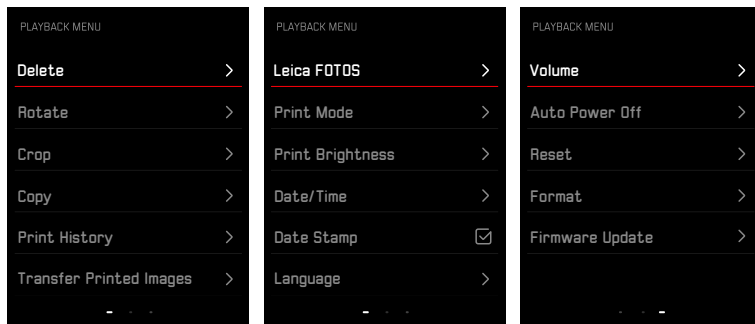 PLAYBACK MENU
Delete
Rotate
Crop
Copy
Print History
Transfer Printed Images
PLAYBACK MENU
Leica FOTOS
Print Mode
Print Brightness
Date/Time
Date Stamp
Language
PLAYBACK MENU
Volume
Auto Power Off
Reset
Format
Firmware Update